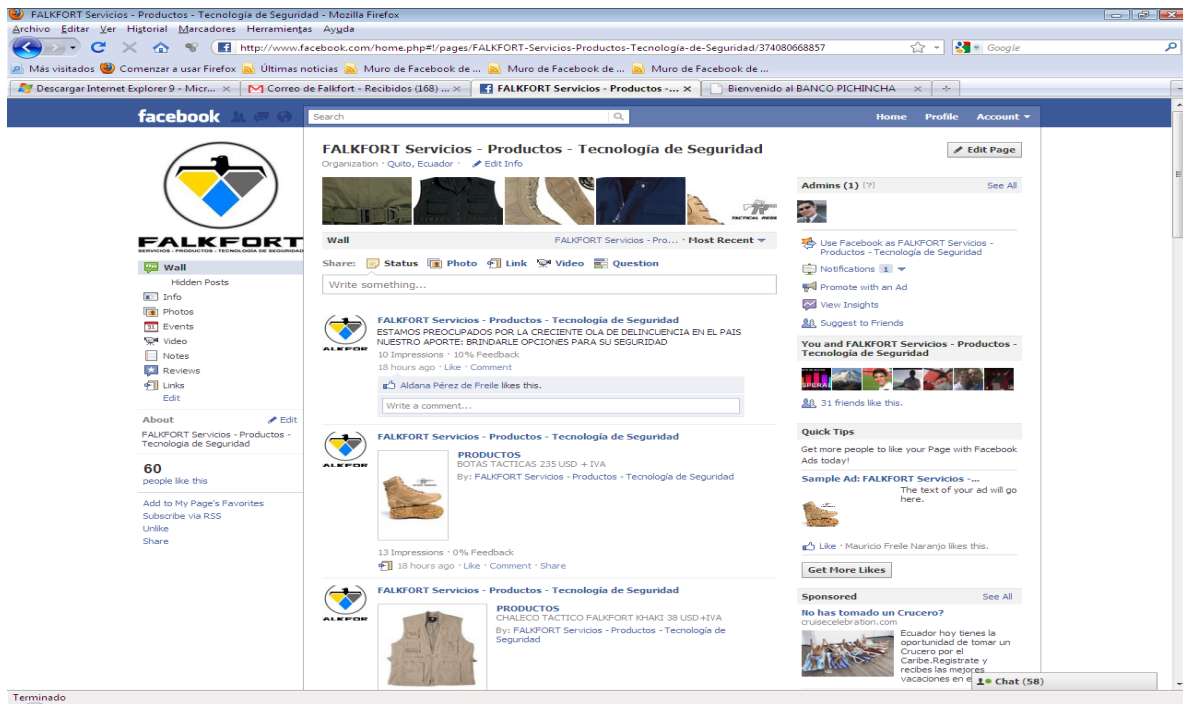 FALKFORT Servicios - Productos - Tecnología de Seguridad - Mozilla Firefox
Archivo Editar Ver Historial Marcadores Herramientas Ayuda
http://www.facebook.com/home.php#!/pages/FALKFORT-Servicios-Productos-Tecnología-de-Seguridad/374080668857
Google
Más visitados Comenzar a usar Firefox Últimas noticias Muro de Facebook de ... Muro de Facebook de ... Muro de Facebook de ...
Descargar Internet Explorer 9 - Micr... Correo de Falkfort - Recibidos (168) ... FALKFORT Servicios - Productos -... Bienvenido al BANCO PICHINCHA
facebook
Search
Home Profile Account
FALKFORT
SERVICIOS - PRODUCTOS - TECNOLOGIA DE SEGURIDAD
Wall
Hidden Posts
Info
Photos
31 Events
Video
Notes
Reviews
Links
Edit
About Edit
FALKFORT Servicios - Productos -
Tecnología de Seguridad
60
people like this
Add to My Page's Favorites
Subscribe via RSS
Unlike
Share
FALKFORT Servicios - Productos - Tecnología de Seguridad
Organization · Quito, Ecuador · Edit Info
Edit Page
Wall FALKFORT Servicios - Pro... · Most Recent
Share: Status Photo Link Video Question
Write something...
ALKFOR
FALKFORT Servicios - Productos - Tecnología de Seguridad
ESTAMOS PREOCUPADOS POR LA CRECIENTE OLA DE DELINCUENCIA EN EL PAIS
NUESTRO APORTE: BRINDARLE OPCIONES PARA SU SEGURIDAD
10 Impressions · 10% Feedback
18 hours ago · Like · Comment
Aldana Pérez de Freile likes this.
Write a comment...
ALKFOR
FALKFORT Servicios - Productos - Tecnología de Seguridad
PRODUCTOS
BOTAS TACTICAS 235 USD + IVA
By: FALKFORT Servicios - Productos - Tecnología de Seguridad
13 Impressions · 0% Feedback
18 hours ago · Like · Comment · Share
ALKFOR
FALKFORT Servicios - Productos - Tecnología de Seguridad
PRODUCTOS
CHALECO TACTICO FALKFORT KHAKI 38 USD +IVA
By: FALKFORT Servicios - Productos - Tecnología de
Seguridad
Admins (1) [?] See All
Use Facebook as FALKFORT Servicios -
Productos - Tecnología de Seguridad
Notifications 1
Promote with an Ad
View Insights
Suggest to Friends
You and FALKFORT Servicios - Productos -
Tecnología de Seguridad
31 friends like this.
Quick Tips
Get more people to like your Page with Facebook
Ads today!
Sample Ad: FALKFORT Servicios -...
The text of your ad will go
here.
Like · Mauricio Freile Naranjo likes this.
Get More Likes
Sponsored See All
No has tomado un Crucero?
cruisecelebration.com
Ecuador hoy tienes la
oportunidad de tomar un
Crucero por el
Caribe.Registrate y
recibes las mejores
vacaciones en e
Chat (58)
Terminado